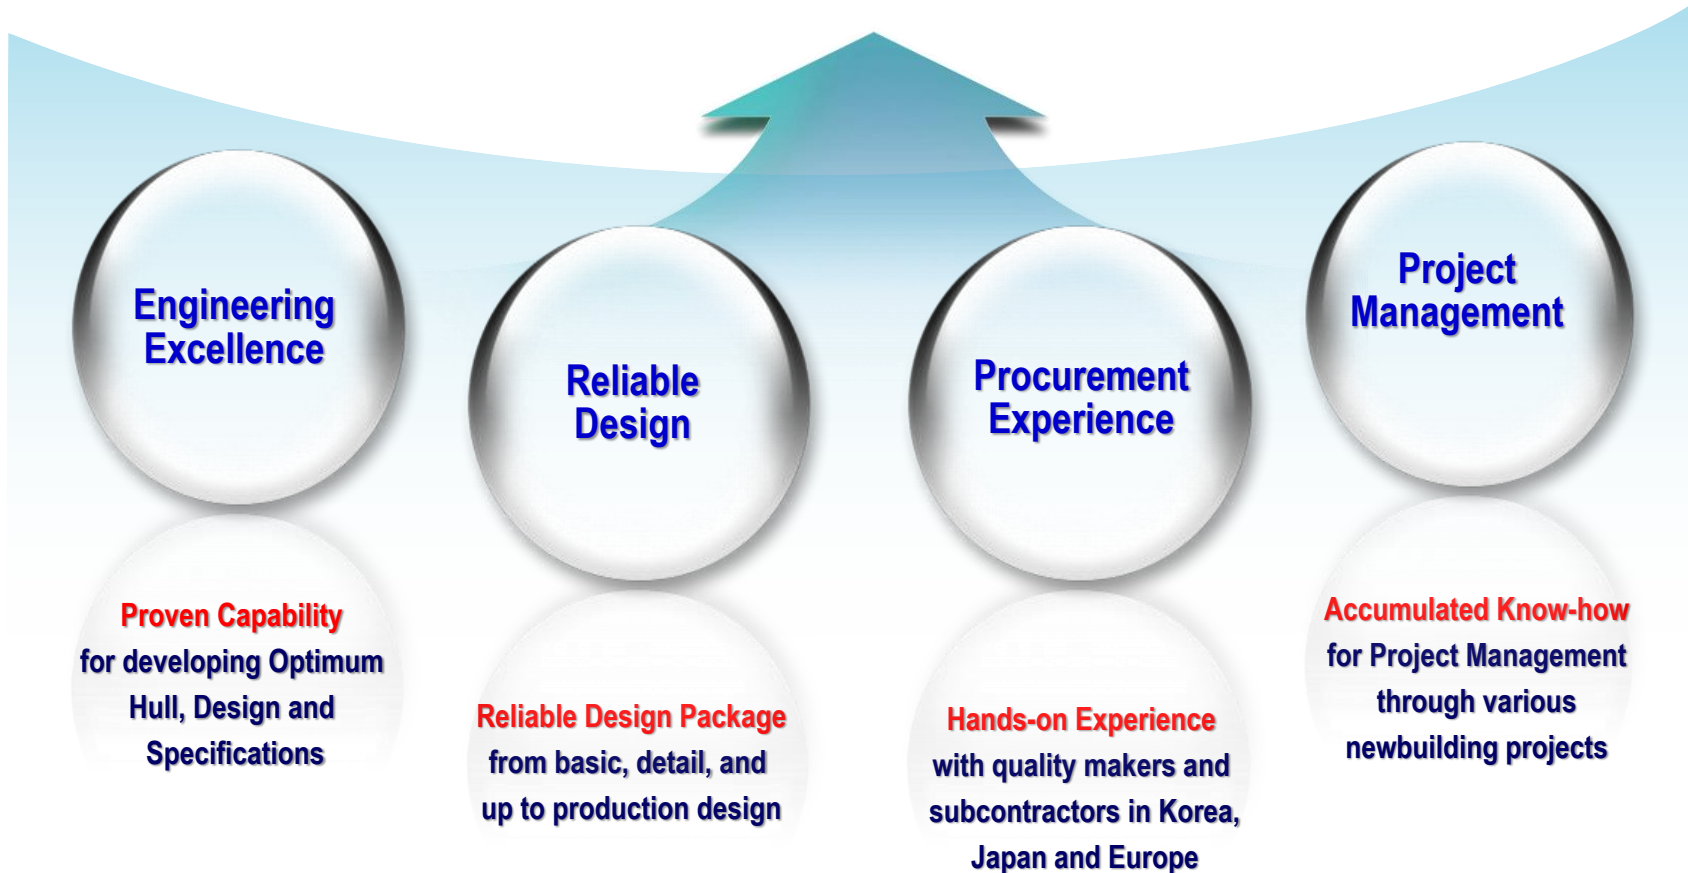 Engineering
Excellence
Reliable
Design
Procurement
Experience
Project
Management
Proven Capability
for developing Optimum
Hull, Design and
Specifications
Reliable Design Package
from basic, detail, and
up to production design
Hands-on Experience
with quality makers and
subcontractors in Korea,
Japan and Europe
Accumulated Know-how
for Project Management
through various
newbuilding projects